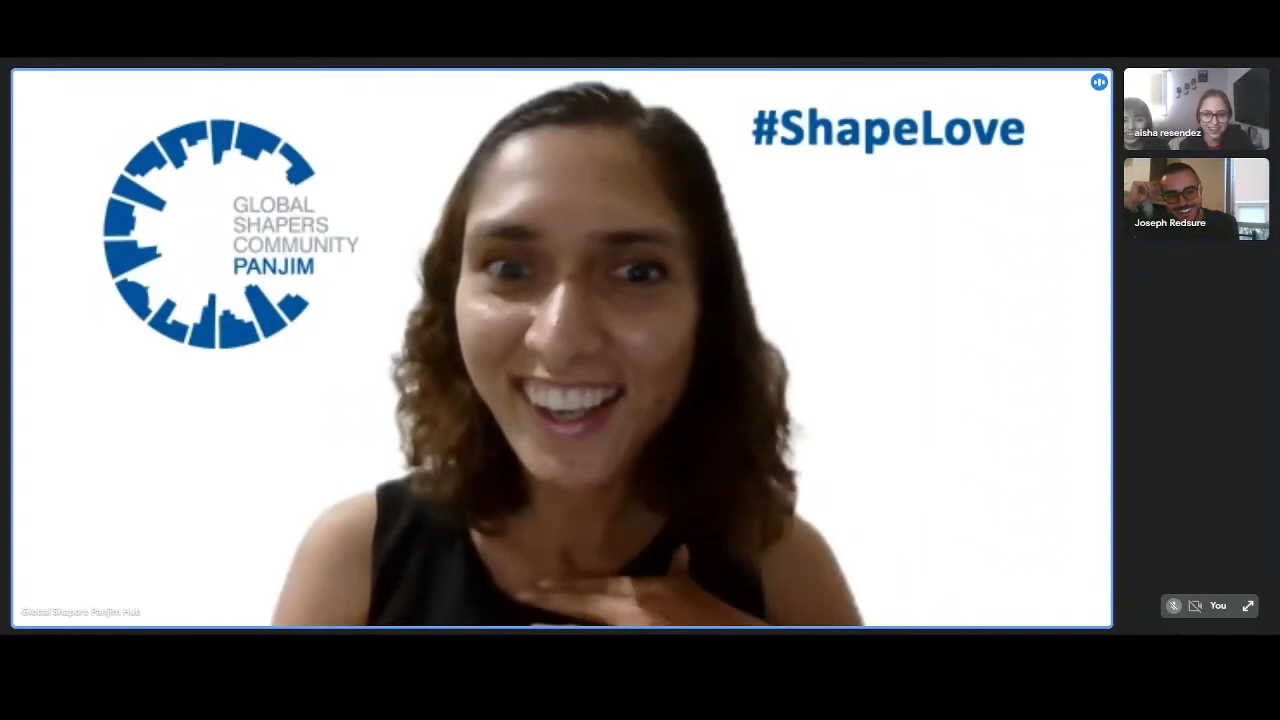 #ShapeLove
GLOBAL
SHAPERS
COMMUNITY
PANJIM
Global Shapers Panjim Hub
aisha resendez
Joseph Redsure
You